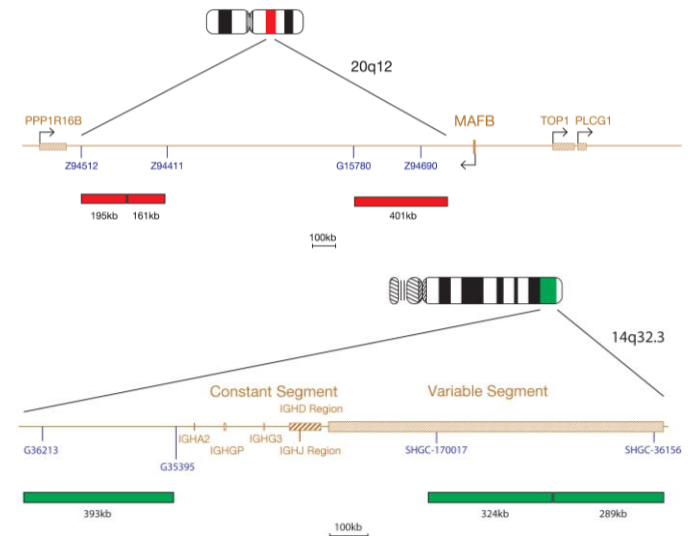 20q12
PPP1R16B
MAFB
TOP1 PLCG1
Z94512
Z94411
G15780
Z94690
195kb 161kb
401kb
100kb
14q32.3
Constant Segment
Variable Segment
IGHD Region
IGHA2
IGHG3
G36213
IGHGP
IGHJ Region
SHGC-170017
SHGC-36156
G35395
393kb
324kb
289kb
100kb